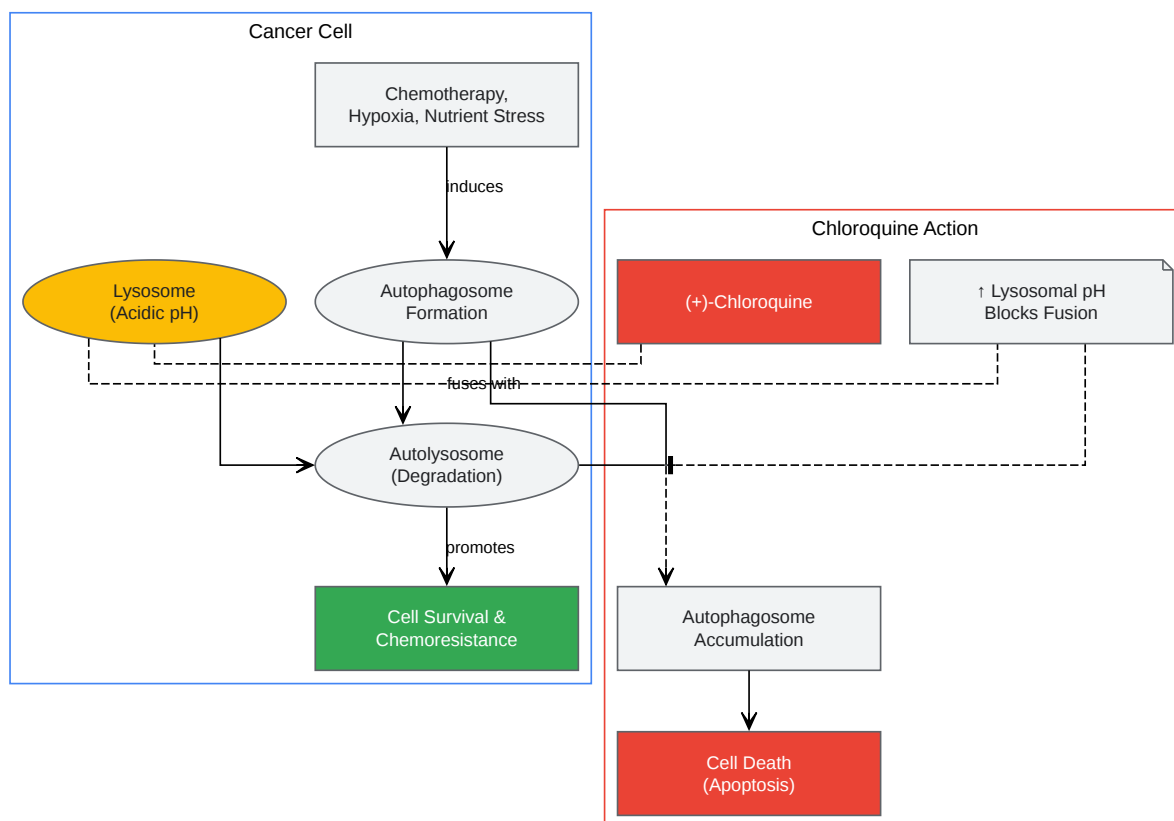 Cancer Cell
Chemotherapy,
Hypoxia, Nutrient Stress
induces
Chloroquine Action
Lysosome
(Acidic pH)
Autophagosome
Formation
(+)-Chloroquine
↑ Lysosomal pH
Blocks Fusion
fuses with
Autolysosome
(Degradation)
promotes
Cell Survival &
Chemoresistance
Autophagosome
Accumulation
Cell Death
(Apoptosis)